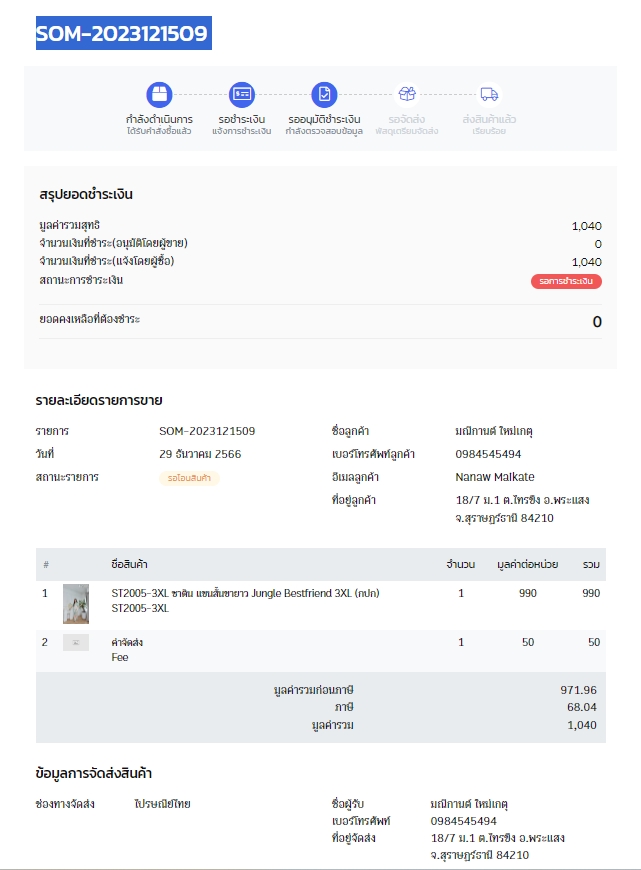 SOM-2023121509
กำลังดำเนินการ รอชำระเงิน รออนุมัติชำระเงิน รอจัดส่ง ส่งสินค้าแล้ว
ได้รับคำสั่งซื้อแล้ว แจ้งการชำระเงิน กำลังตรวจสอบข้อมูล พัสดุเตรียมจัดส่ง เรียบร้อย
สรุปยอดชำระเงิน
มูลค่ารวมสุทธิ 1,040
จำนวนเงินที่ชำระ(อนุมัติโดยผู้ขาย) 0
จำนวนเงินที่ชำระ(แจ้งโดยผู้ซื้อ) 1,040
สถานะการชำระเงิน รอการชำระเงิน
ยอดคงเหลือที่ต้องชำระ 0
รายละเอียดรายการขาย
รายการ SOM-2023121509 ชื่อลูกค้า มณีกานต์ ใหม่เกตุ
วันที่ 29 ธันวาคม 2566 เบอร์โทรศัพท์ลูกค้า 0984545494
สถานะรายการ รอโอนสินค้า อีเมลลูกค้า Nanaw Malkate
ที่อยู่ลูกค้า 18/7 ม.1 ต.ไทรขึง อ.พระแสง
จ.สุราษฎร์ธานี 84210
# ชื่อสินค้า จำนวน มูลค่าต่อหน่วย รวม
1 ST2005-3XL ซาติน แขนสั้นขายาว Jungle Bestfriend 3XL (กปก) 1 990 990
ST2005-3XL
2 ค่าจัดส่ง 1 50 50
Fee
มูลค่ารวมก่อนภาษี 971.96
ภาษี 68.04
มูลค่ารวม 1,040
ข้อมูลการจัดส่งสินค้า
ช่องทางจัดส่ง ไปรษณีย์ไทย ชื่อผู้รับ มณีกานต์ ใหม่เกตุ
เบอร์โทรศัพท์ 0984545494
ที่อยู่จัดส่ง 18/7 ม.1 ต.ไทรขึง อ.พระแสง
จ.สุราษฎร์ธานี 84210